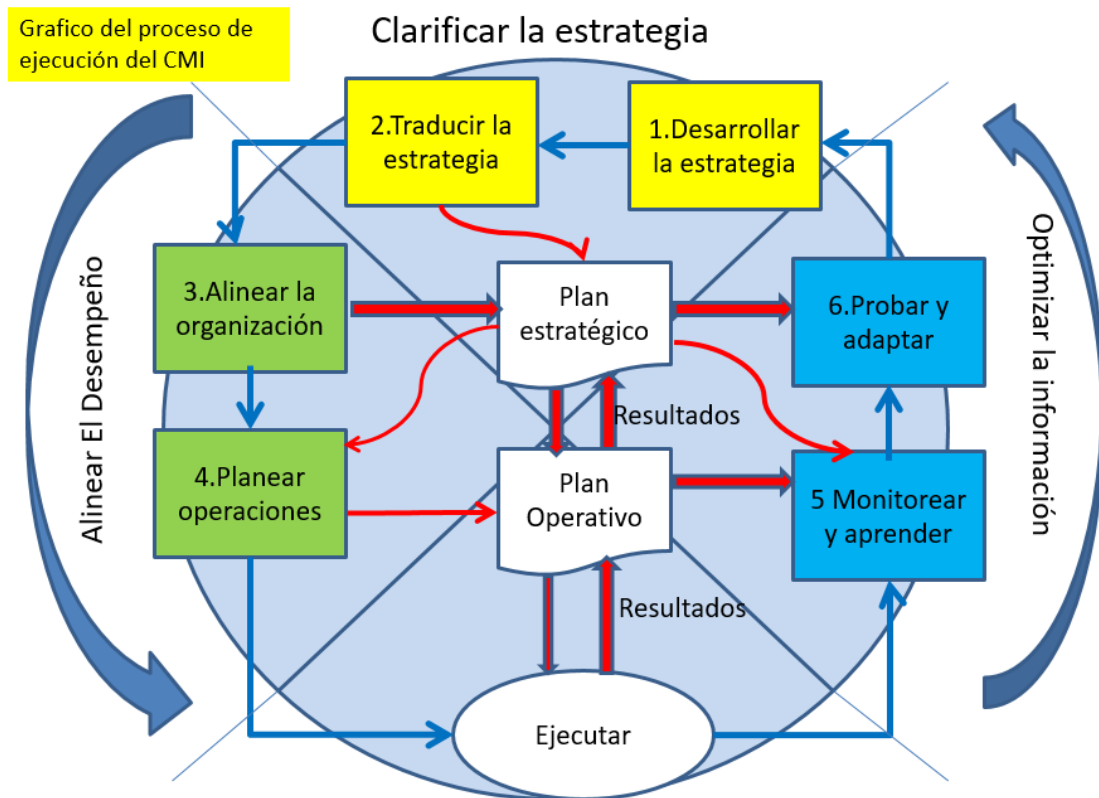 Grafico del proceso de
ejecución del CMI
Clarificar la estrategia
2.Traducir la
estrategia
1.Desarrollar
la estrategia
Alinear El Desempeño
3.Alinear la
organización
Plan
estratégico
6.Probar y
adaptar
Optimizar la información
Resultados
4.Planear
operaciones
Plan
Operativo
5 Monitorear
y aprender
Resultados
Ejecutar